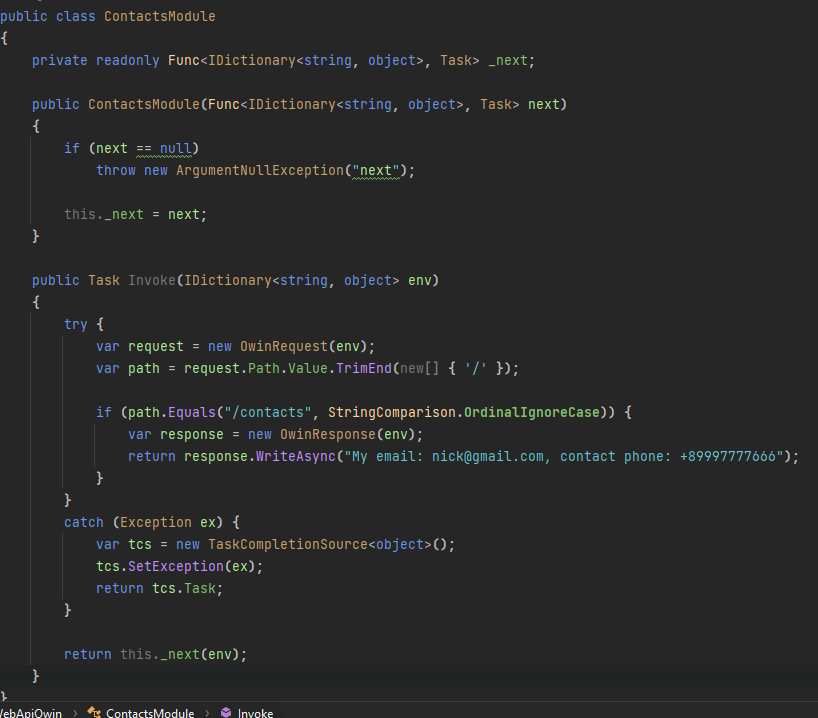 public class ContactsModule
{
    private readonly Func<IDictionary<string, object>, Task> _next;

    public ContactsModule(Func<IDictionary<string, object>, Task> next)
    {
        if (next == null)
            throw new ArgumentNullException("next");

        this._next = next;
    }

    public Task Invoke(IDictionary<string, object> env)
    {
        try {
            var request = new OwinRequest(env);
            var path = request.Path.Value.TrimEnd(new[] { '/' });

            if (path.Equals("/contacts", StringComparison.OrdinalIgnoreCase)) {
                var response = new OwinResponse(env);
                return response.WriteAsync("My email: nick@gmail.com, contact phone: +89997777666");
            }
        }
        catch (Exception ex) {
            var tcs = new TaskCompletionSource<object>();
            tcs.SetException(ex);
            return tcs.Task;
        }

        return this._next(env);
    }
}
WebApiOwin > ContactsModule > Invoke